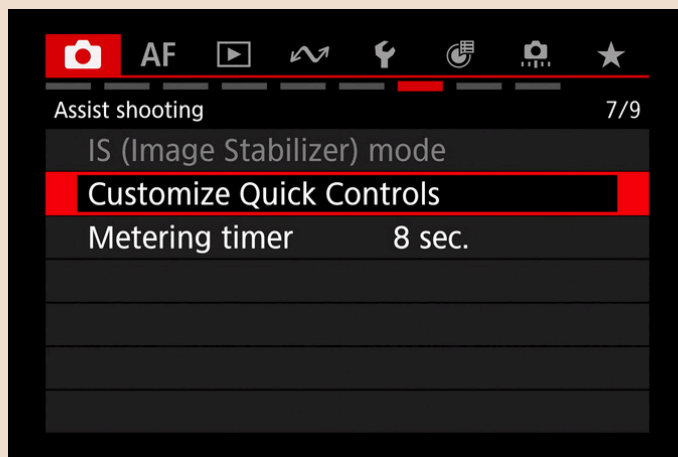 AF
Assist shooting 7/9
IS (Image Stabilizer) mode
Customize Quick Controls
Metering timer 8 sec.